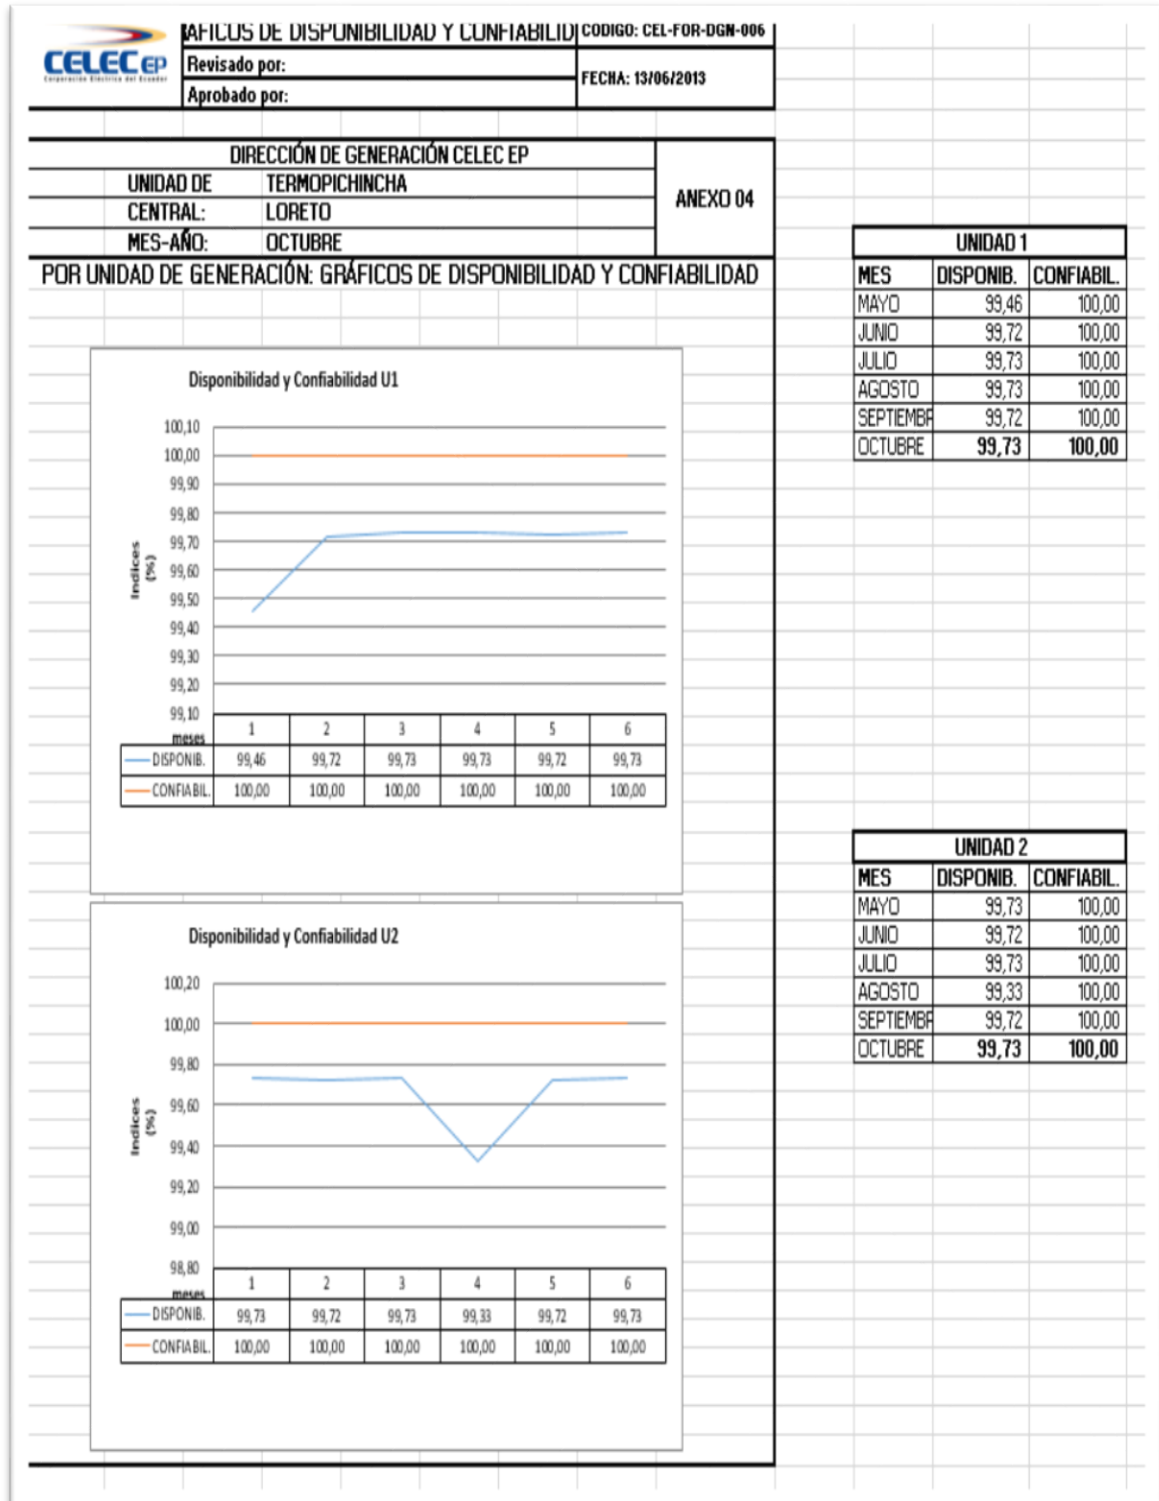 AFICOS DE DISPONIBILIDAD Y CONFIABILID
CODIGO: CEL-FOR-DGN-006
CELEC EP
Corporación Eléctrica del Ecuador
Revisado por:
FECHA: 13/06/2013
Aprobado por:
DIRECCIÓN DE GENERACIÓN CELEC EP
UNIDAD DE TERMOPICHINCHA
ANEXO 04
CENTRAL: LORETO
MES-AÑO: OCTUBRE
POR UNIDAD DE GENERACIÓN: GRÁFICOS DE DISPONIBILIDAD Y CONFIABILIDAD
UNIDAD 1
MES DISPONIB. CONFIABIL.
MAYO 99,46 100,00
JUNIO 99,72 100,00
JULIO 99,73 100,00
AGOSTO 99,73 100,00
SEPTIEMBR 99,72 100,00
OCTUBRE 99,73 100,00
Disponibilidad y Confiabilidad U1
100,10
100,00
99,90
99,80
99,70
99,60
99,50
99,40
99,30
99,20
99,10
Indices
(%)
meses
1 2 3 4 5 6
DISPONIB. 99,46 99,72 99,73 99,73 99,72 99,73
CONFIABIL. 100,00 100,00 100,00 100,00 100,00 100,00
UNIDAD 2
MES DISPONIB. CONFIABIL.
MAYO 99,73 100,00
JUNIO 99,72 100,00
JULIO 99,73 100,00
AGOSTO 99,33 100,00
SEPTIEMBR 99,72 100,00
OCTUBRE 99,73 100,00
Disponibilidad y Confiabilidad U2
100,20
100,00
99,80
99,60
99,40
99,20
99,00
98,80
Indices
(%)
meses
1 2 3 4 5 6
DISPONIB. 99,73 99,72 99,73 99,33 99,72 99,73
CONFIABIL. 100,00 100,00 100,00 100,00 100,00 100,00